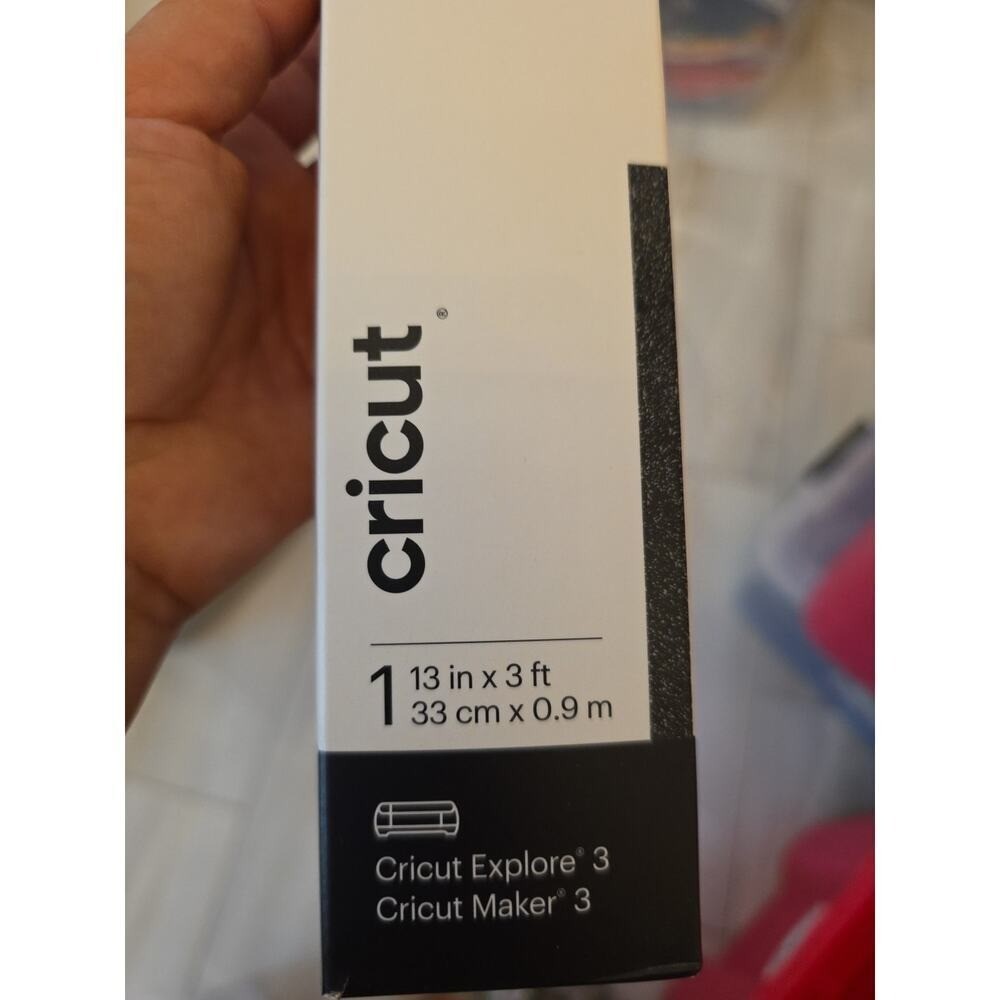 cricut®
1 13 in x 3 ft
33 cm x 0.9 m
Cricut Explore® 3
Cricut Maker® 3